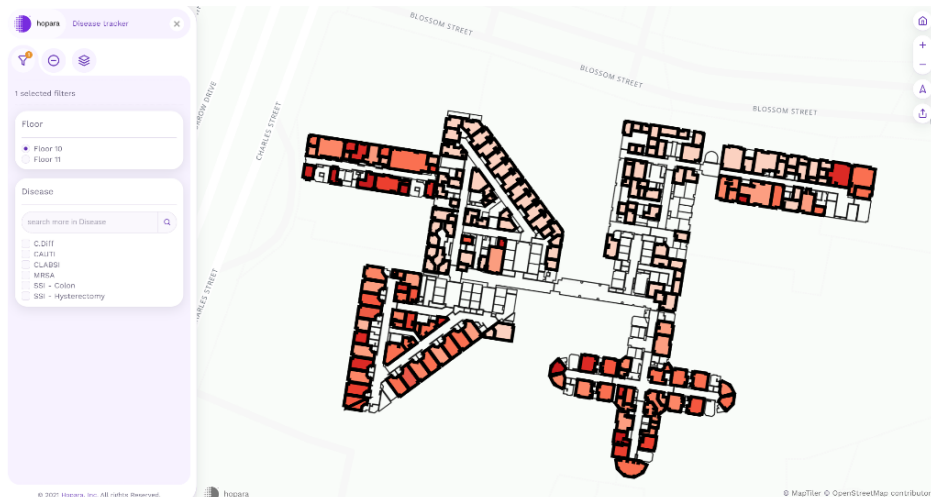 hopara
Disease tracker
1
1 selected filters
Floor
Floor 10
Floor 11
Disease
search more in Disease
C.Diff
CAUTI
CLABSI
MRSA
SSI - Colon
SSI - Hysterectomy
© 2021 Hopara, Inc. All rights Reserved.
BLOSSOM STREET
BLOSSOM STREET
BLOSSOM STREET
CHARLES STREET
DRIVE
STREET
hopara
© MapTiler © OpenStreetMap contributor